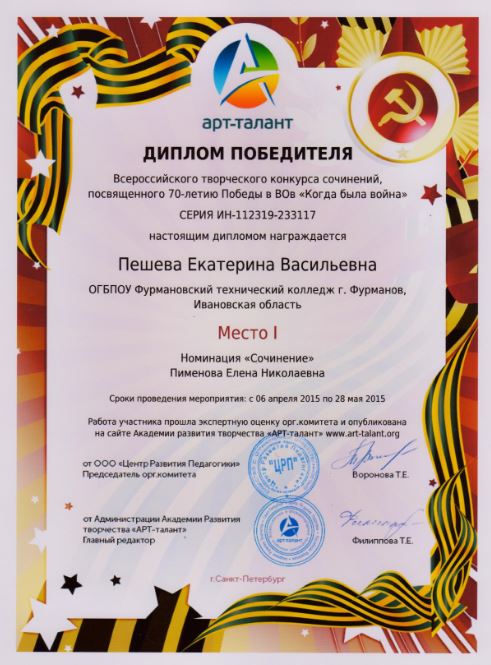 арт-талант
ДИПЛОМ ПОБЕДИТЕЛЯ
Всероссийского творческого конкурса сочинений,
посвященного 70-летию Победы в ВОв «Когда была война»
СЕРИЯ ИН-112319-233117
настоящим дипломом награждается
Пешева Екатерина Васильевна
ОГБПОУ Фурмановский технический колледж г. Фурманов,
Ивановская область
Место I
Номинация «Сочинение»
Пименова Елена Николаевна
Сроки проведения мероприятия: с 06 апреля 2015 по 28 мая 2015
Работа участника прошла экспертную оценку орг.комитета и опубликована
на сайте Академии развития творчества «АРТ-талант» www.art-talant.org
от ООО «Центр Развития Педагогики»
Председатель орг.комитета
"ЦРП"
Воронова Т.Е.
от Администрации Академии Развития
творчества «АРТ-талант»
Главный редактор
арт-талант
Филиппова Т.Е.
г.Санкт-Петербург